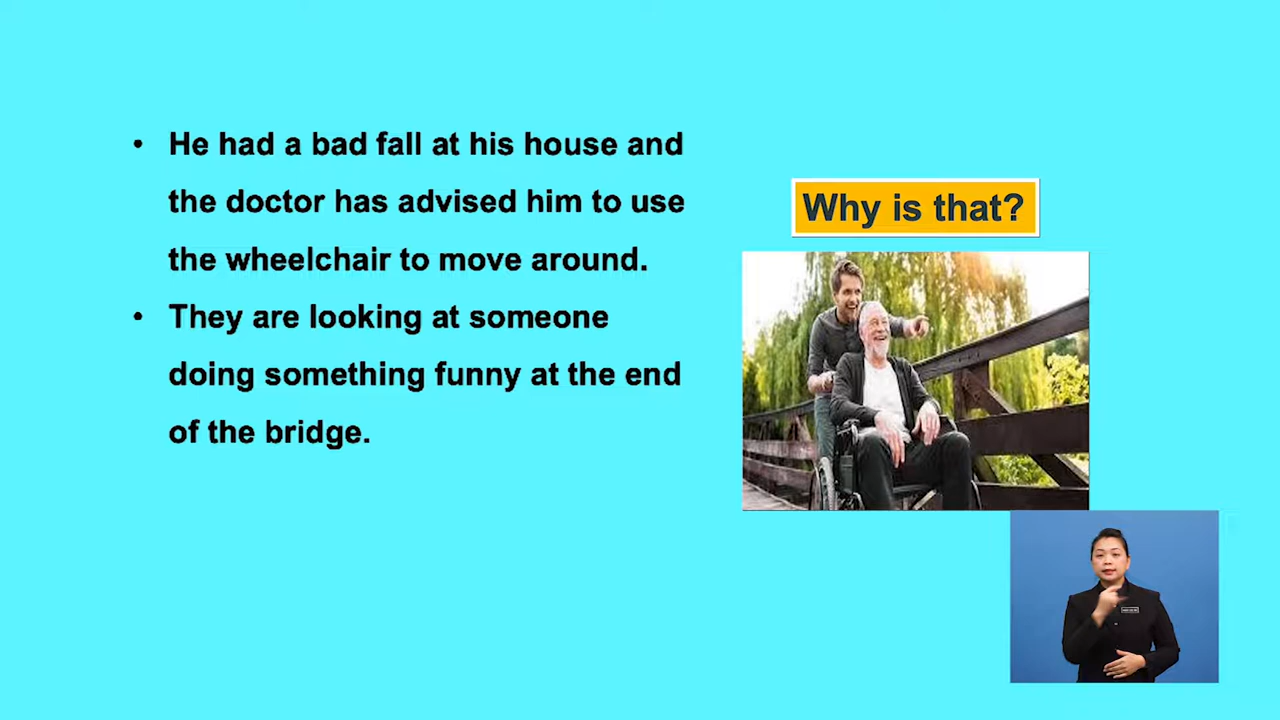 • He had a bad fall at his house and
the doctor has advised him to use
the wheelchair to move around.
• They are looking at someone
doing something funny at the end
of the bridge.
Why is that?